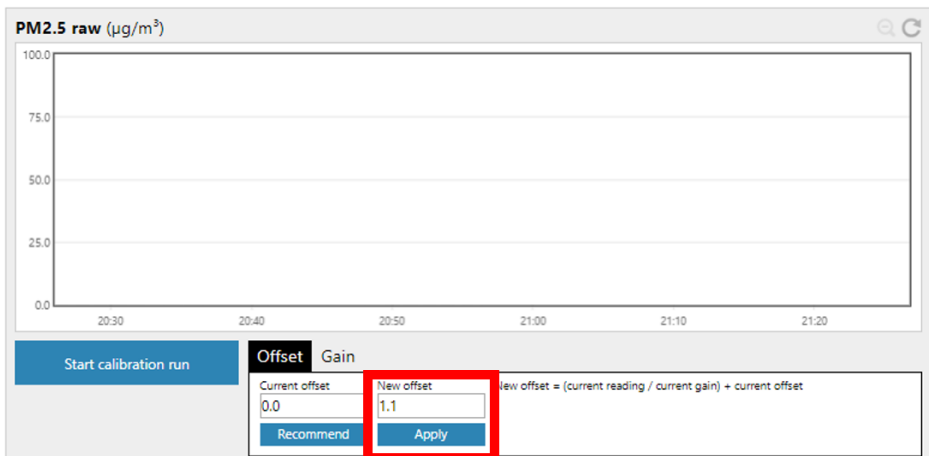 PM2.5 raw (µg/m³)
100.0
75.0
50.0
25.0
0.0
20:30 20:40 20:50 21:00 21:10 21:20
Start calibration run
Offset Gain
Current offset New offset New offset = (current reading / current gain) + current offset
0.0 1.1
Recommend Apply